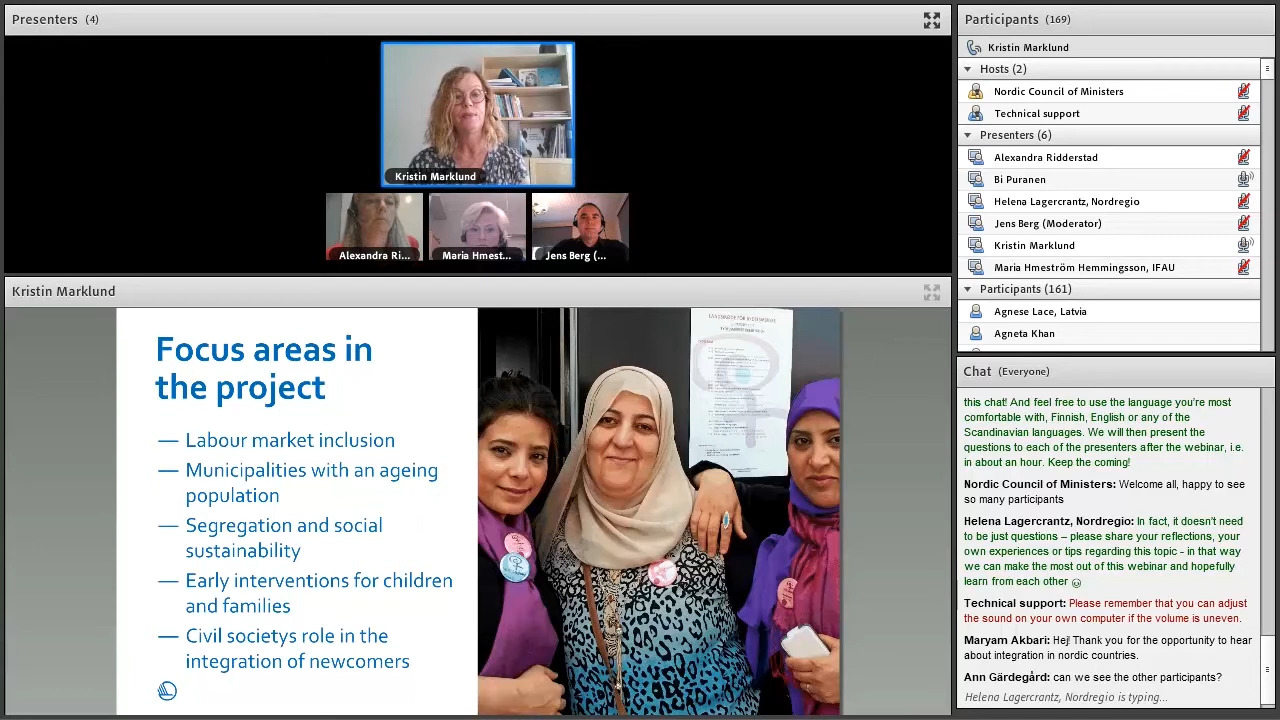 Presenters (4)
Kristin Marklund
Alexandra Ri...
Maria Hmest...
Jens Berg (...
Kristin Marklund
Focus areas in
the project
— Labour market inclusion
— Municipalities with an ageing
population
— Segregation and social
sustainability
— Early interventions for children
and families
— Civil societys role in the
integration of newcomers
Participants (169)
Kristin Marklund
Hosts (2)
Nordic Council of Ministers
Technical support
Presenters (6)
Alexandra Ridderstad
Bi Puranen
Helena Lagercrantz, Nordregio
Jens Berg (Moderator)
Kristin Marklund
Maria Hmeström Hemmingsson, IFAU
Participants (161)
Agnese Lāce, Latvia
Agneta Khan
Chat (Everyone)
this chat and feel free to use the language you're most
comfortable with, Finnish, English or any of the
Scandinavian languages. We will then raise the
questions to each of the presenters after the webinar, i.e.
in about an hour. Keep the coming!
Nordic Council of Ministers: Welcome all, happy to see
so many participants
Helena Lagercrantz, Nordregio: In fact, it doesn't need
to be just questions – please share your reflections, your
own experiences or tips regarding this topic - in that way
we can make the most out of this webinar and hopefully
learn from each other ☺
Technical support: Please remember that you can adjust
the sound on your own computer if the volume is uneven.
Maryam Akbari: Hej! Thank you for the opportunity to hear
about integration in nordic countries.
Ann Gärdegård: can we see the other participants?
Helena Lagercrantz, Nordregio is typing...